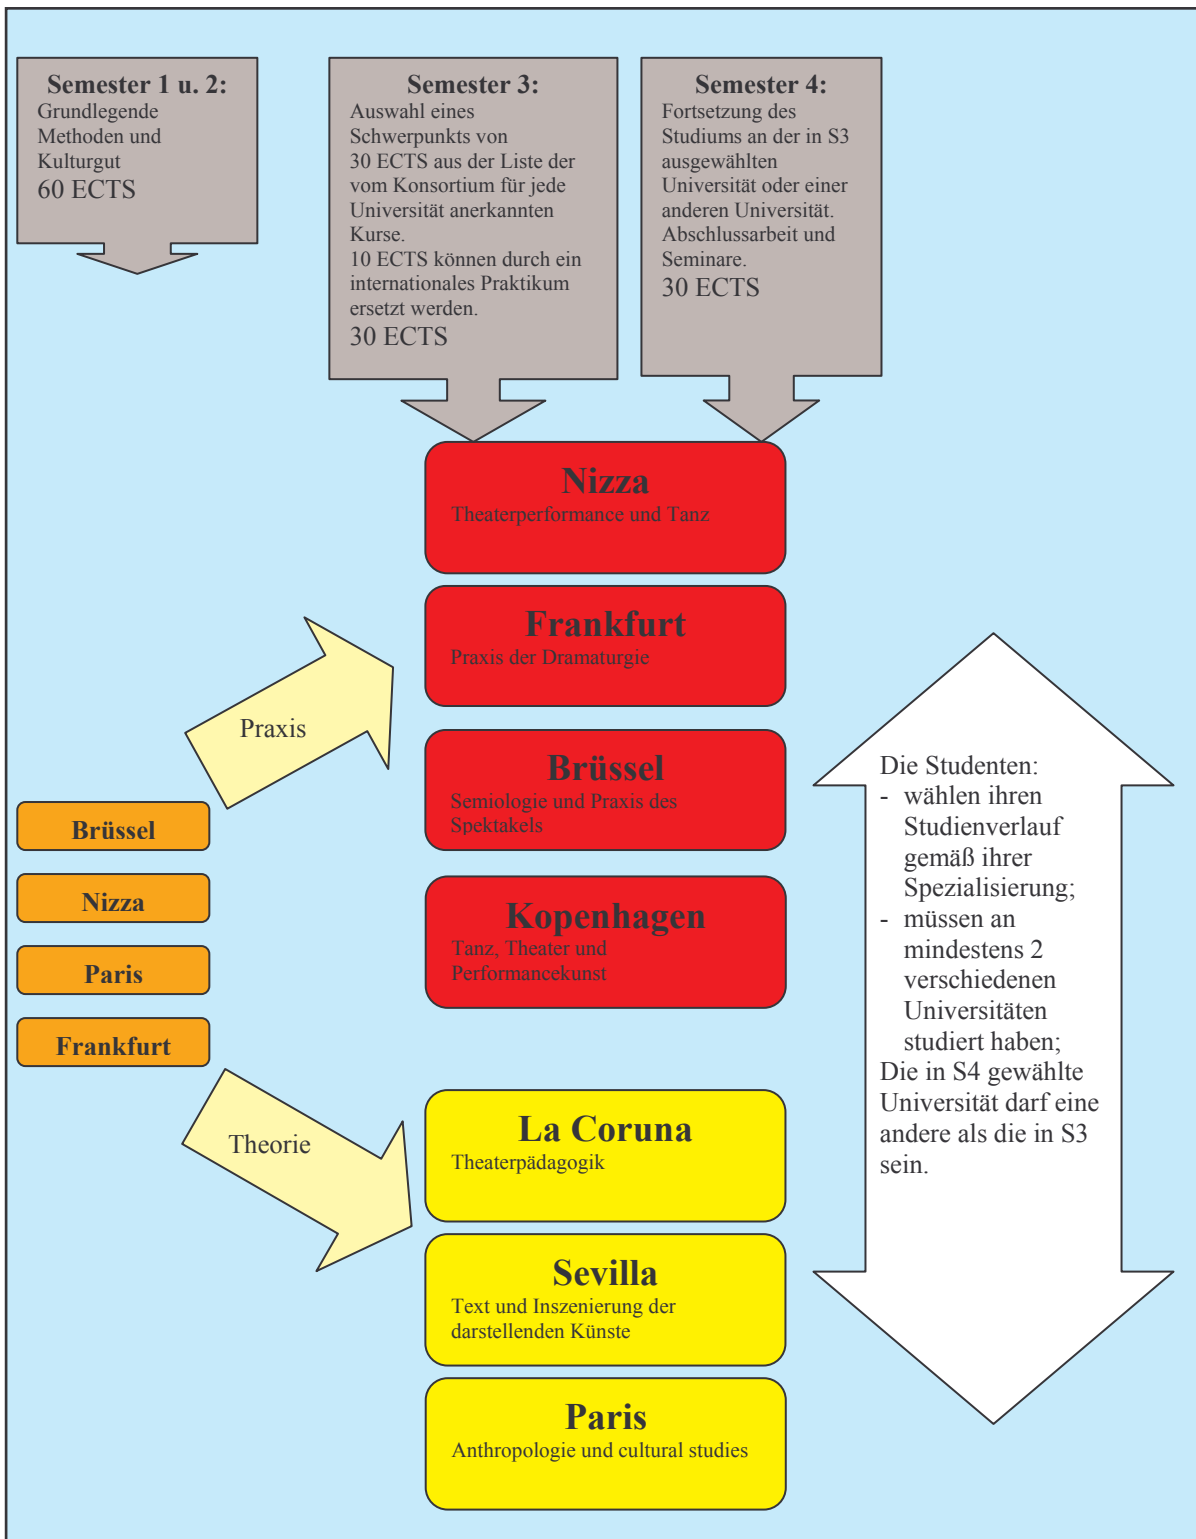 Semester 1 u. 2:
Grundlegende
Methoden und
Kulturgut
60 ECTS
Semester 3:
Auswahl eines
Schwerpunkts von
30 ECTS aus der Liste der
vom Konsortium für jede
Universität anerkannten
Kurse.
10 ECTS können durch ein
internationales Praktikum
ersetzt werden.
30 ECTS
Semester 4:
Fortsetzung des
Studiums an der in S3
ausgewählten
Universität oder einer
anderen Universität.
Abschlussarbeit und
Seminare.
30 ECTS
Brüssel
Nizza
Paris
Frankfurt
Praxis
Theorie
Nizza
Theaterperformance und Tanz
Frankfurt
Praxis der Dramaturgie
Brüssel
Semiologie und Praxis des
Spektakels
Kopenhagen
Tanz, Theater und
Performancekunst
La Coruna
Theaterpädagogik
Sevilla
Text und Inszenierung der
darstellenden Künste
Paris
Anthropologie und cultural studies
Die Studenten:
- wählen ihren
Studienverlauf
gemäß ihrer
Spezialisierung;
- müssen an
mindestens 2
verschiedenen
Universitäten
studiert haben;
Die in S4 gewählte
Universität darf eine
andere als die in S3
sein.